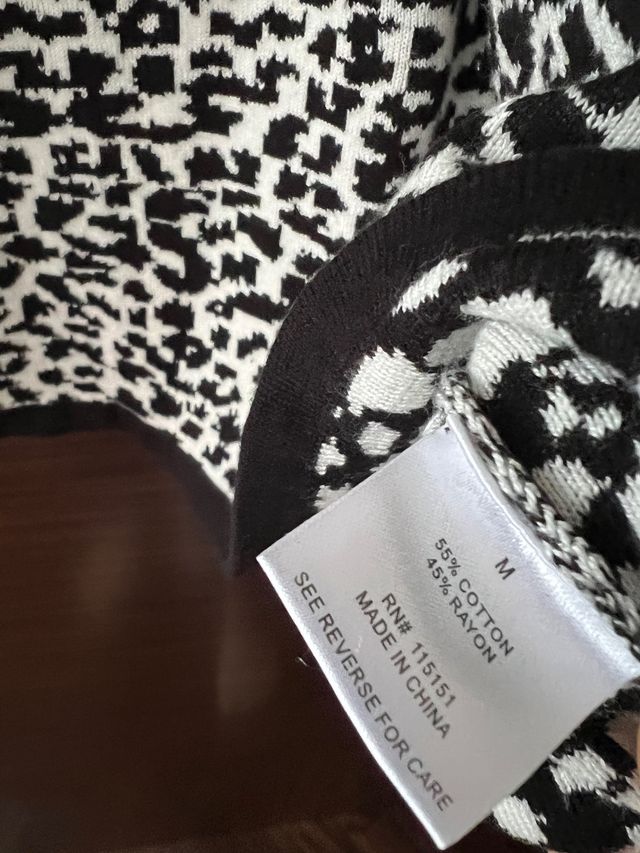 M
55% COTTON
45% RAYON
RN# 115151
MADE IN CHINA
SEE REVERSE FOR CARE